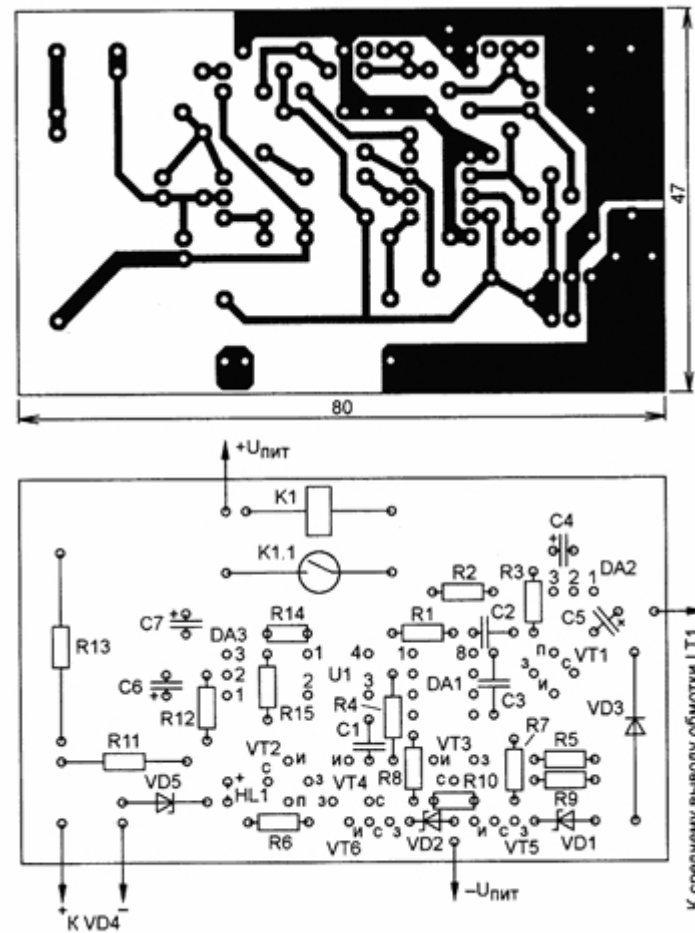 47
80
+Uпит
K1
C4
K1.1
R2
R3
3 2 1
DA2
C7
DA3
R14
R1
C2
C5
R13
3
1
4
U1
1
8
п
VT1
з
с
и
C6
2
1
R12
R15
2
R4
3
DA1
C3
VD3
C1
R7
R11
VT2
и
и
VT3
с
R8
и
з
R5
VD5
HL1
с
з
VT4
с
R10
R9
п
и
с
R6
VT6
и с з
VD2
и с з
VT5
VD1
К среднему выводу обмотки LT1
+ −
К VD4
−Uпит